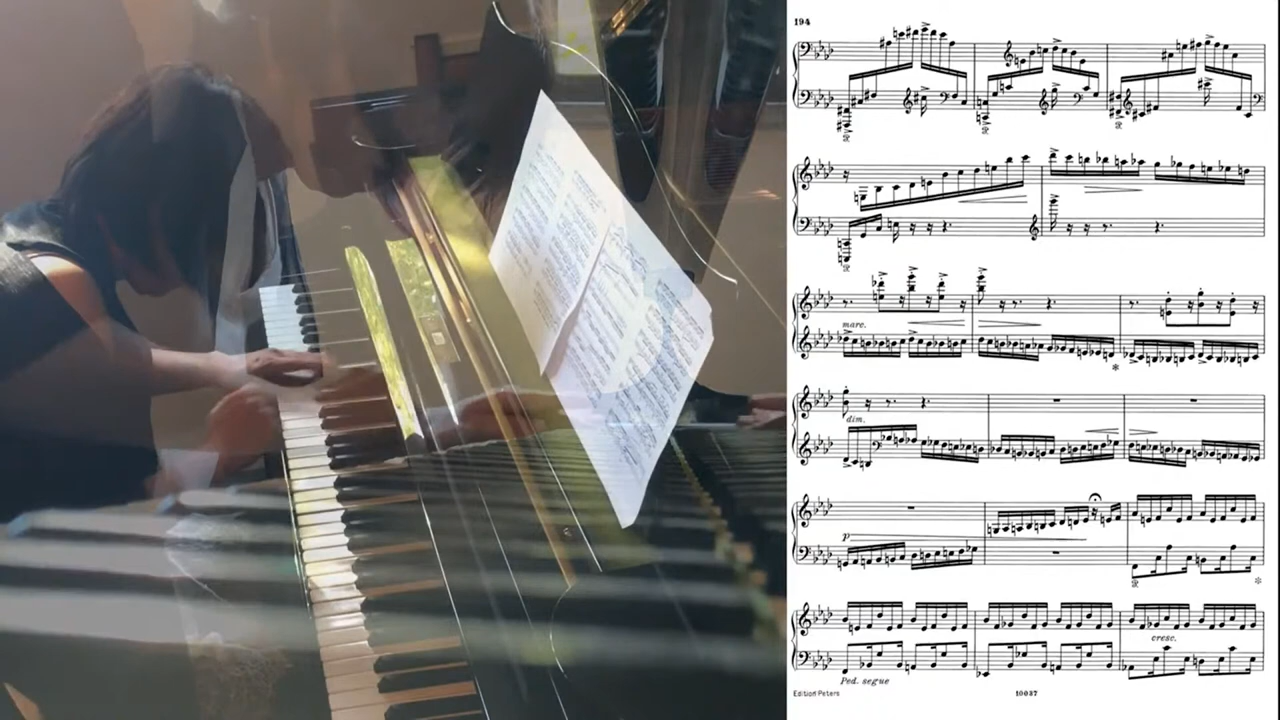 194
marc.
dim.
p
Ped. segue
cresc.
Edition Peters
10037